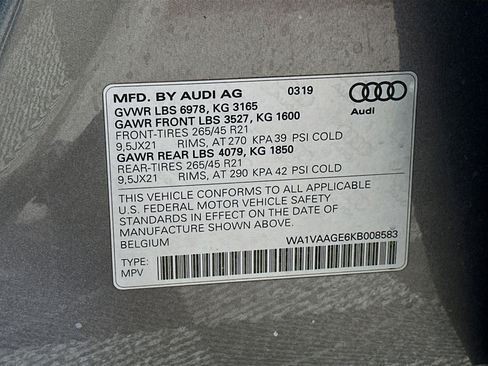 MFD. BY AUDI AG 0319
GVWR LBS 6978, KG 3165
GAWR FRONT LBS 3527, KG 1600
FRONT-TIRES 265/45 R21
9,5JX21 RIMS, AT 270 KPA 39 PSI COLD
GAWR REAR LBS 4079, KG 1850
REAR-TIRES 265/45 R21
9,5JX21 RIMS, AT 290 KPA 42 PSI COLD
Audi
THIS VEHICLE CONFORMS TO ALL APPLICABLE
U.S. FEDERAL MOTOR VEHICLE SAFETY
STANDARDS IN EFFECT ON THE DATE OF
MANUFACTURE SHOWN ABOVE.
BELGIUM WA1VAAGE6KB008583
TYPE:
MPV